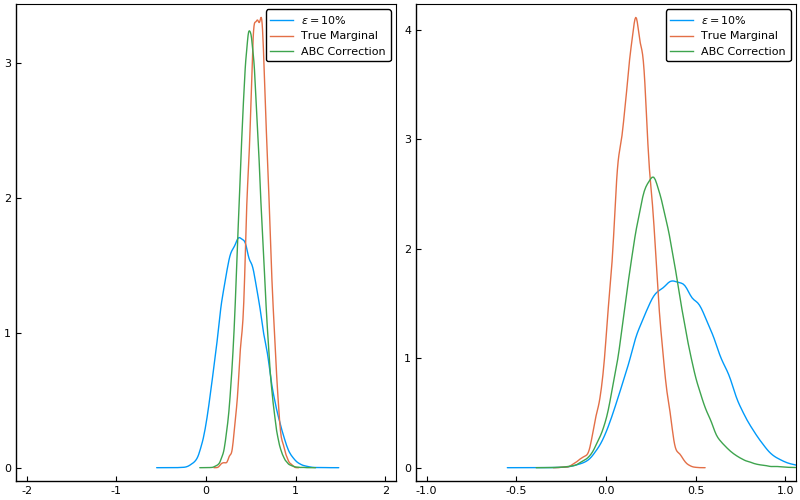 ε = 10%
True Marginal
ABC Correction
3
2
1
0
-2 -1 0 1 2
ε = 10%
True Marginal
ABC Correction
4
3
2
1
0
-1.0 -0.5 0.0 0.5 1.0